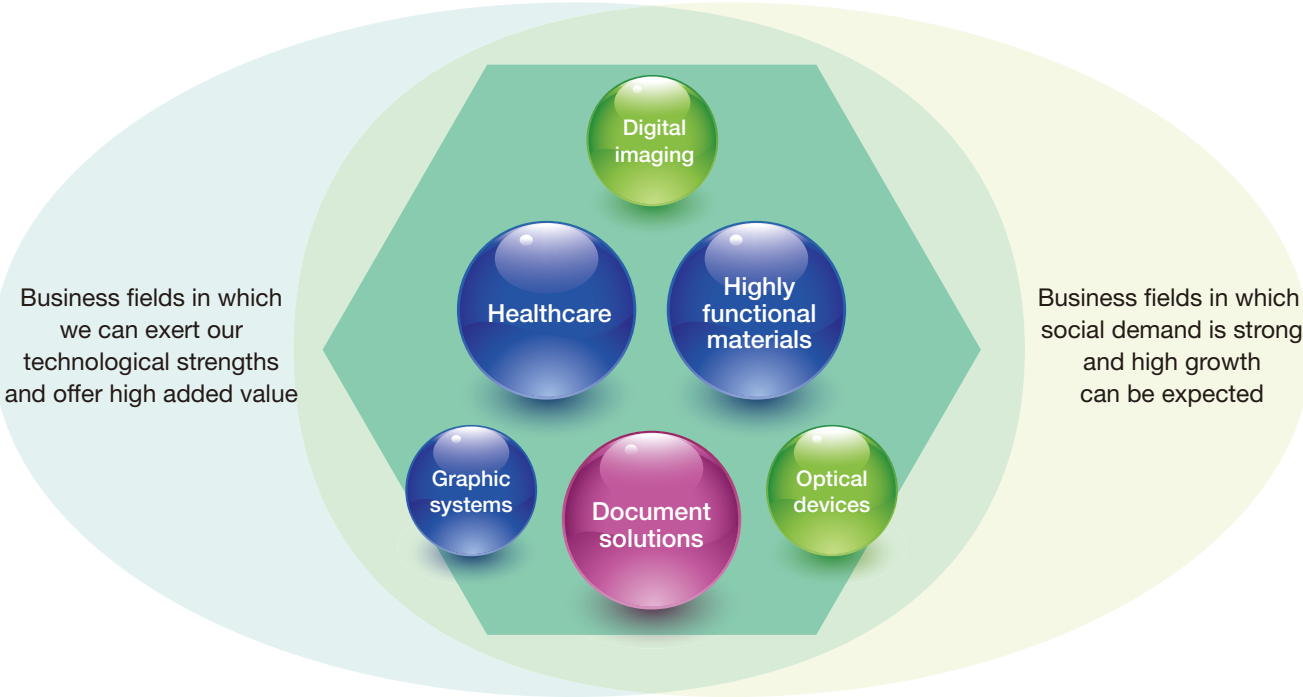 Digital
imaging
Healthcare
Highly
functional
materials
Business fields in which
we can exert our
technological strengths
and offer high added value
Business fields in which
social demand is strong
and high growth
can be expected
Graphic
systems
Document
solutions
Optical
devices